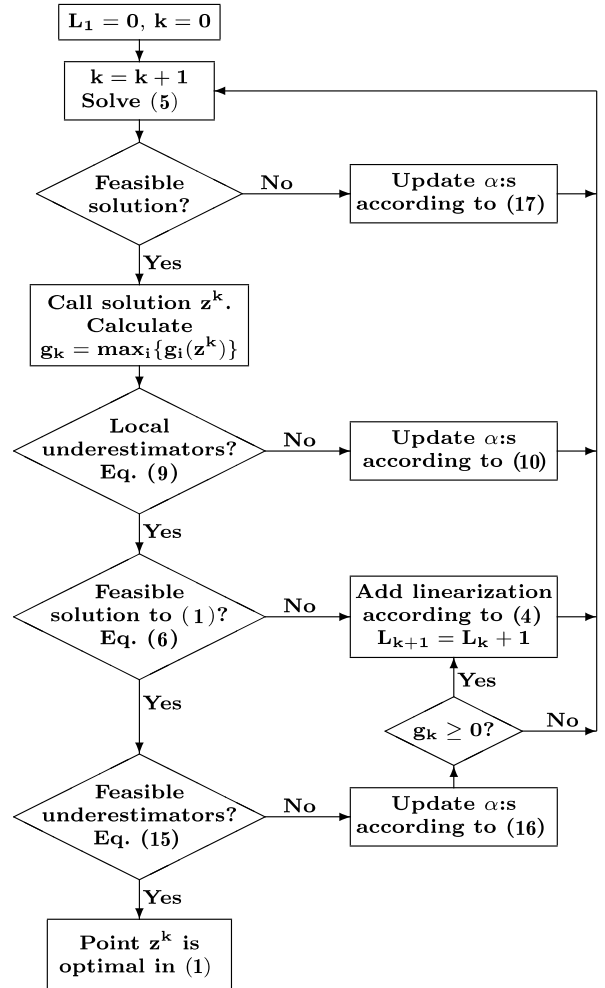 L₁ = 0, k = 0
k = k + 1
Solve (5)
Feasible
solution?
No
Update α:s
according to (17)
Yes
Call solution zᵏ.
Calculate
gₖ = maxᵢ{gᵢ(zᵏ)}
Local
underestimators?
Eq. (9)
No
Update α:s
according to (10)
Yes
Feasible
solution to (1)?
Eq. (6)
No
Add linearization
according to (4)
Lₖ₊₁ = Lₖ + 1
Yes
Yes
gₖ ≥ 0?
No
Feasible
underestimators?
Eq. (15)
No
Update α:s
according to (16)
Yes
Point zᵏ is
optimal in (1)